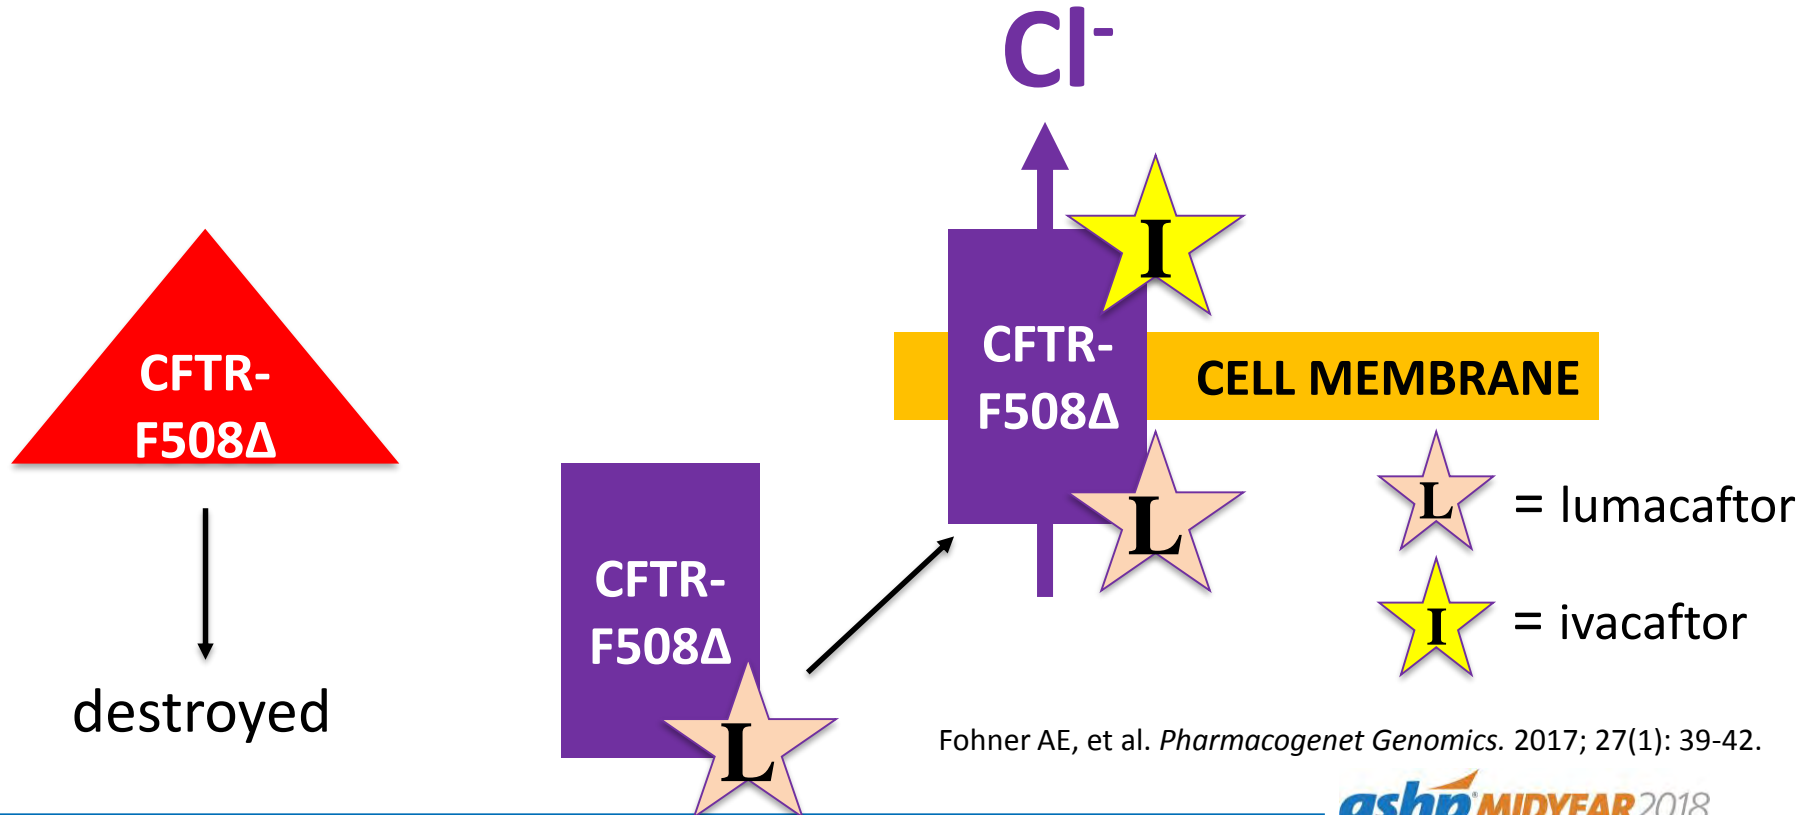 Cl-
I
CFTR-
F508Δ
CELL MEMBRANE
L
CFTR-
F508Δ
destroyed
CFTR-
F508Δ
L
L = lumacaftor
I = ivacaftor
Fohner AE, et al. Pharmacogenet Genomics. 2017; 27(1): 39-42.
ashp® MIDYEAR 2018